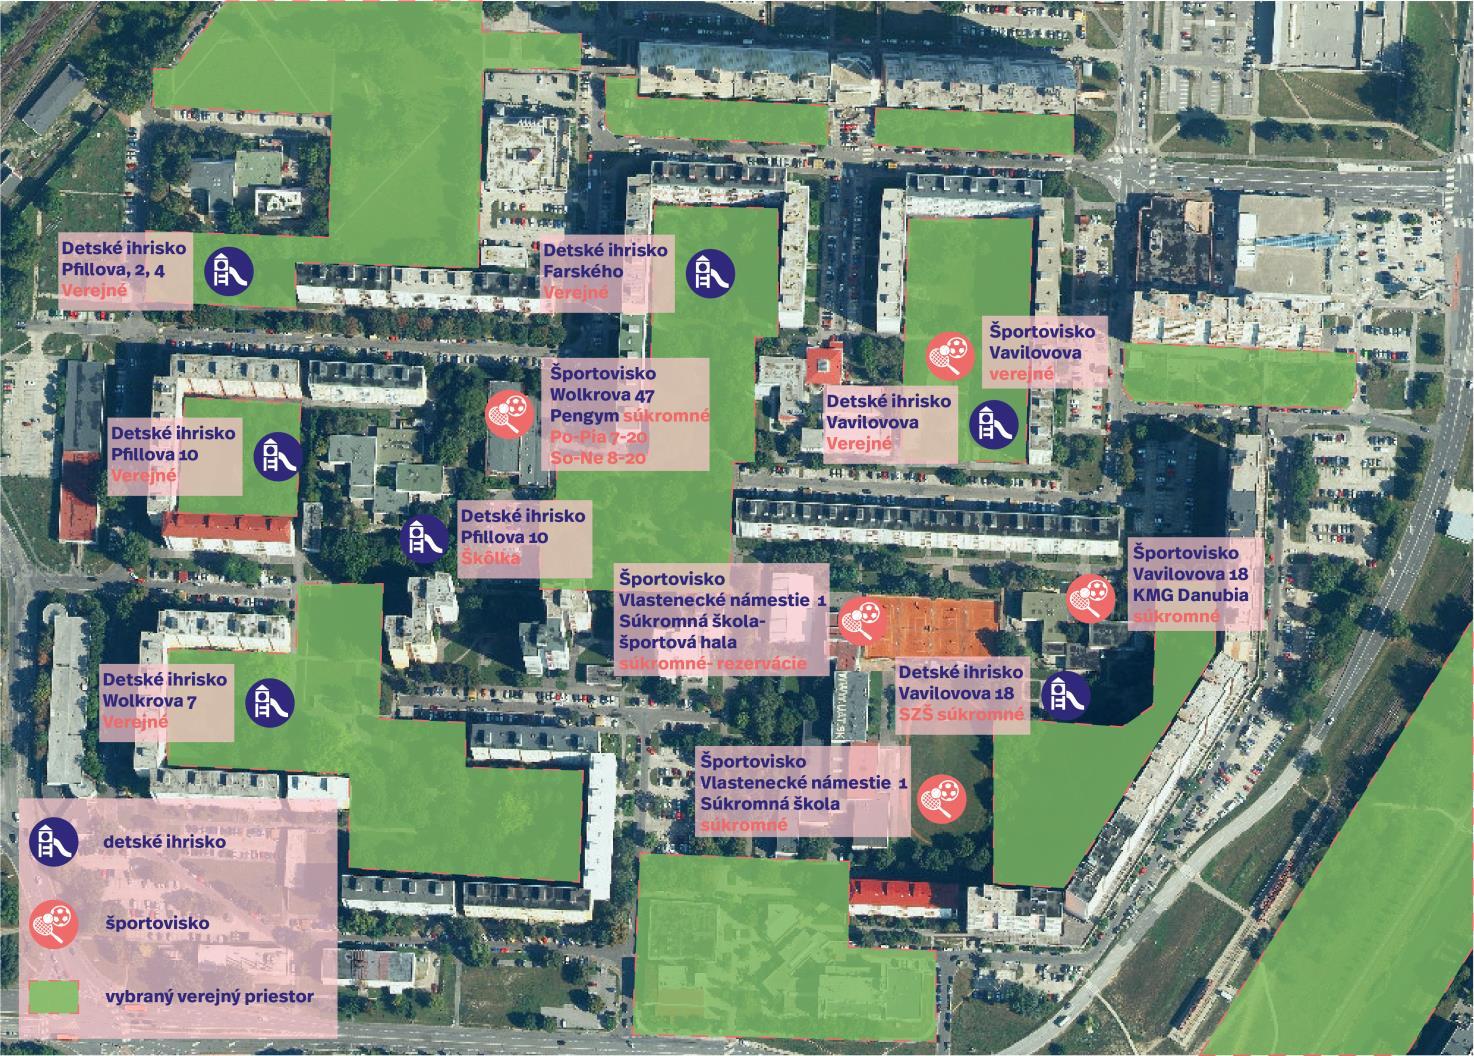 Detské ihrisko
Pfillova, 2, 4
Verejné
Detské ihrisko
Farského
Verejné
Športovisko
Vavilovova
verejné
Športovisko
Wolkrova 47
Pengym súkromné
Po-Pia 7-20
So-Ne 8-20
Detské ihrisko
Vavilovova
Verejné
Detské ihrisko
Pfillova 10
Verejné
Detské ihrisko
Pfillova 10
Škôlka
Športovisko
Vavilovova 18
KMG Danubia
súkromné
Športovisko
Vlastenecké námestie 1
Súkromná škola-
športová hala
súkromné- rezervácie
Detské ihrisko
Vavilovova 18
SZŠ súkromné
Detské ihrisko
Wolkrova 7
Verejné
Športovisko
Vlastenecké námestie 1
Súkromná škola
súkromné
detské ihrisko
športovisko
vybraný verejný priestor